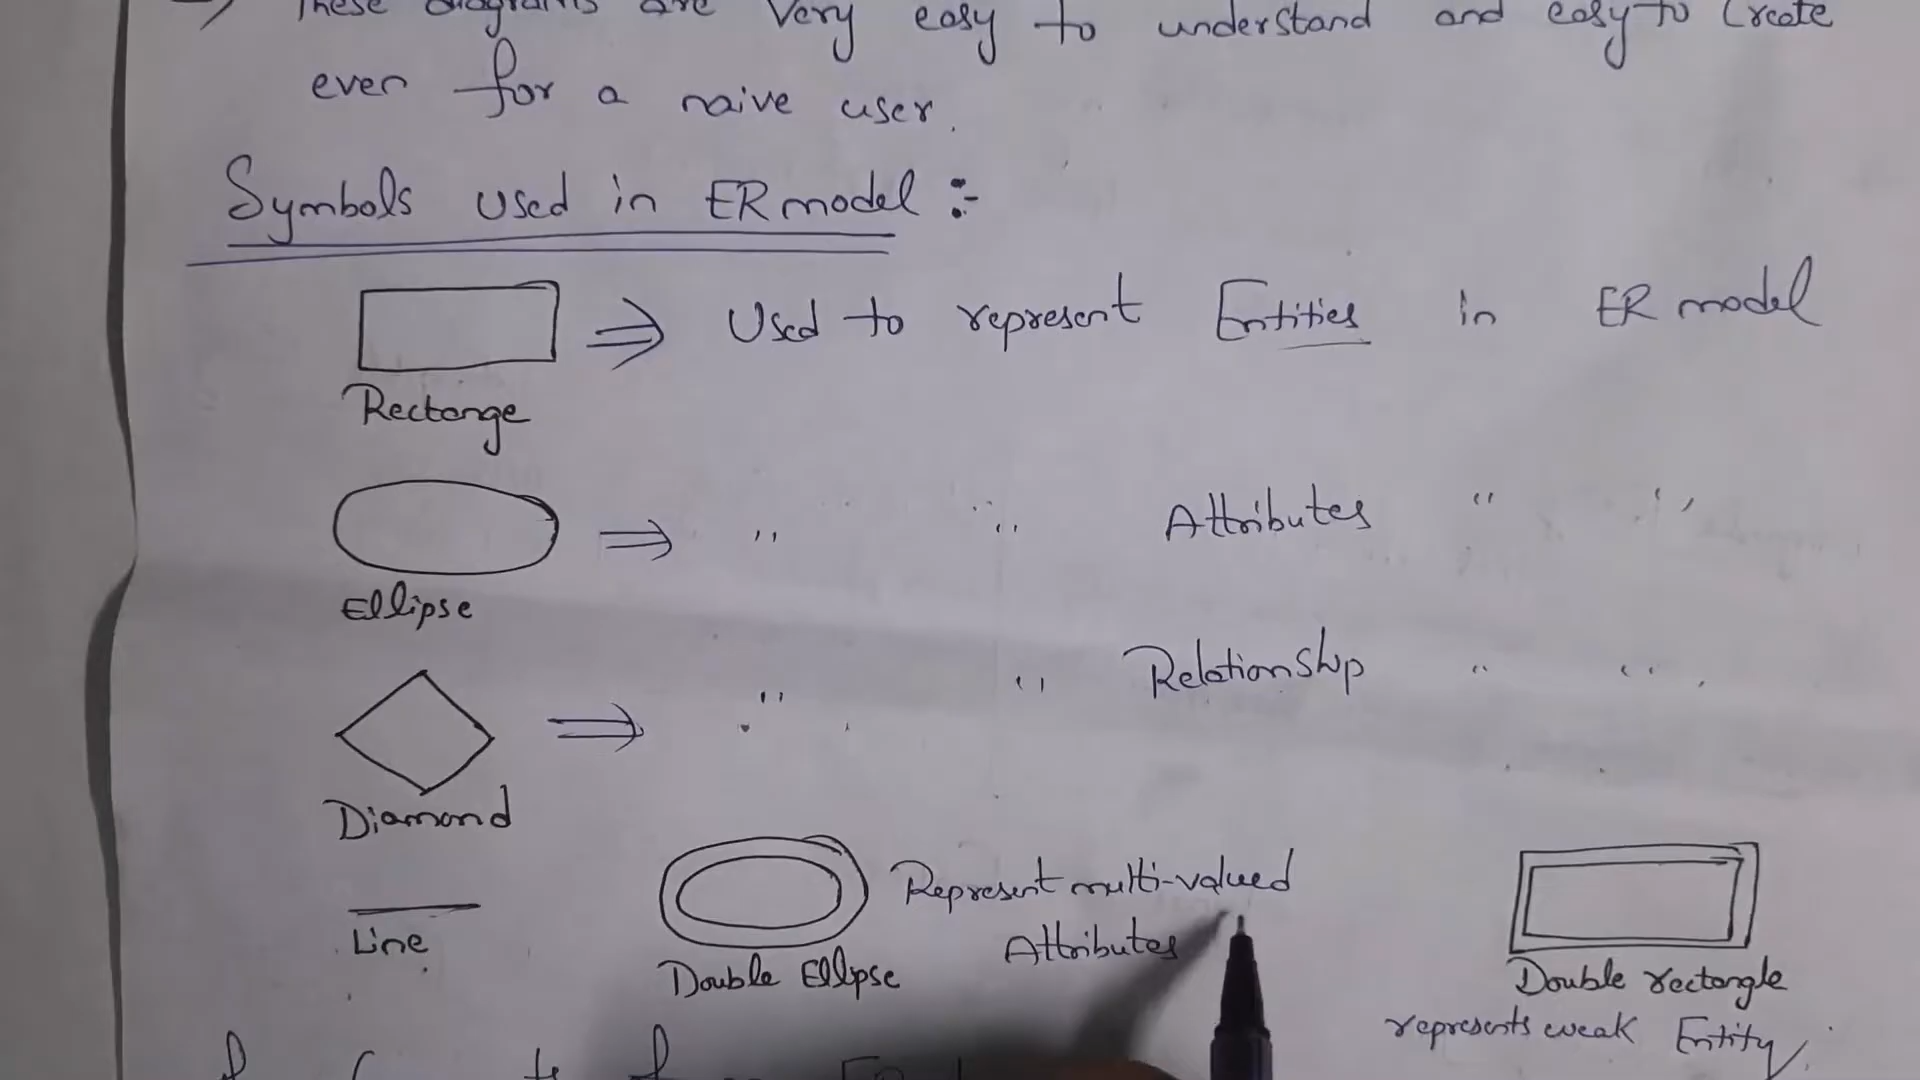 These diagrams are Very easy to understand and easy to Create
even for a naive user.
Symbols used in ER model :-
Used to represent Entities in ER model
Rectonge
" " Attributes " "
Ellipse
" " Relationship " "
Diamond
Represent multi-valued
Line
Attributes
Double Ellipse
Double rectangle
represents weak Entity